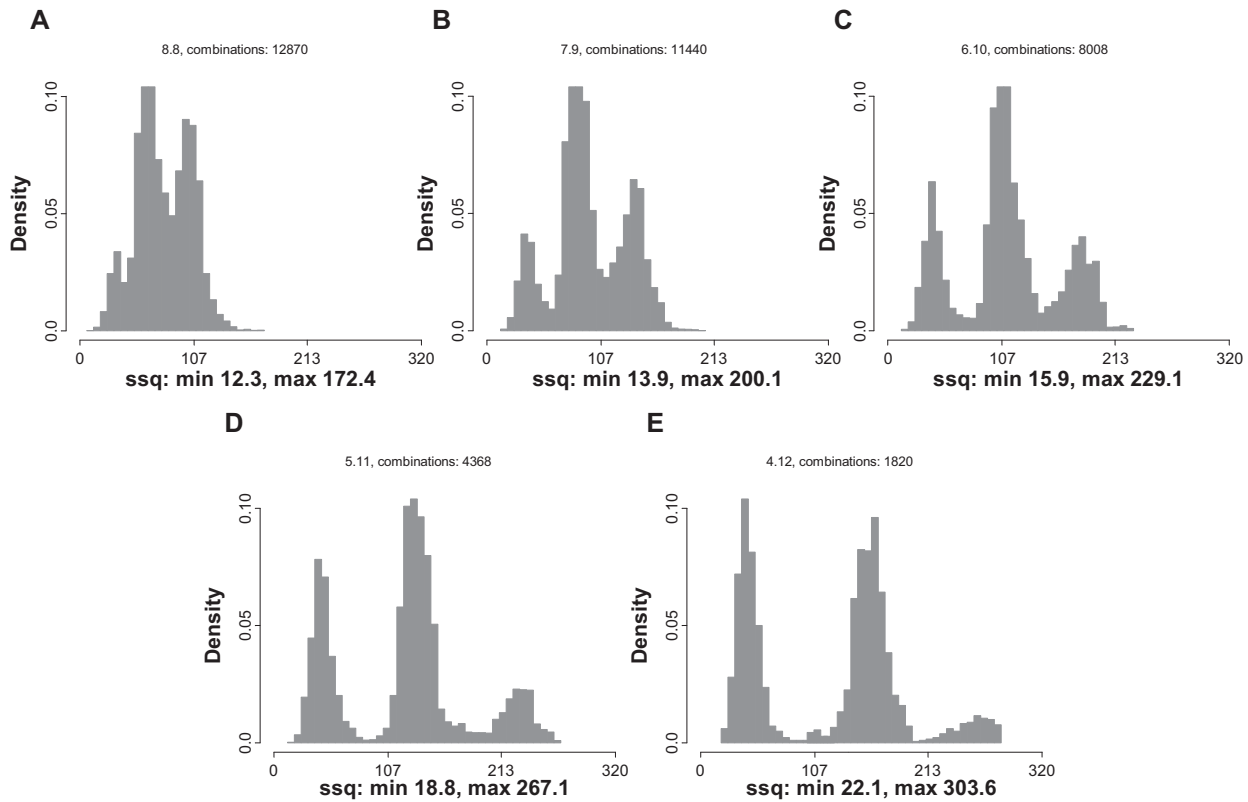 A
8.8, combinations: 12870
Density
0.10
0.05
0.0
0 107 213 320
ssq: min 12.3, max 172.4
B
7.9, combinations: 11440
Density
0.10
0.05
0.0
0 107 213 320
ssq: min 13.9, max 200.1
C
6.10, combinations: 8008
Density
0.10
0.05
0.0
0 107 213 320
ssq: min 15.9, max 229.1
D
5.11, combinations: 4368
Density
0.10
0.05
0.0
0 107 213 320
ssq: min 18.8, max 267.1
E
4.12, combinations: 1820
Density
0.10
0.05
0.0
0 107 213 320
ssq: min 22.1, max 303.6